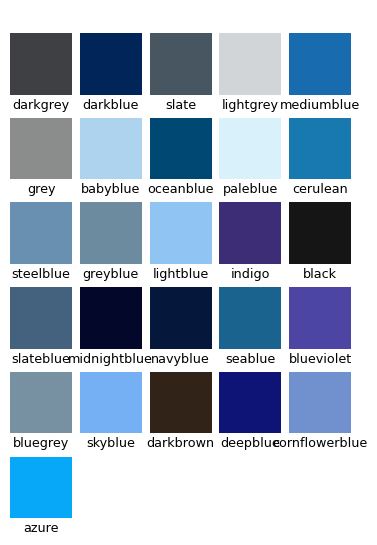 darkgrey darkblue slate lightgrey mediumblue
grey babyblue oceanblue paleblue cerulean
steelblue greyblue lightblue indigo black
slateblue midnightblue navyblue seablue blueviolet
bluegrey skyblue darkbrown deepblue cornflowerblue
azure